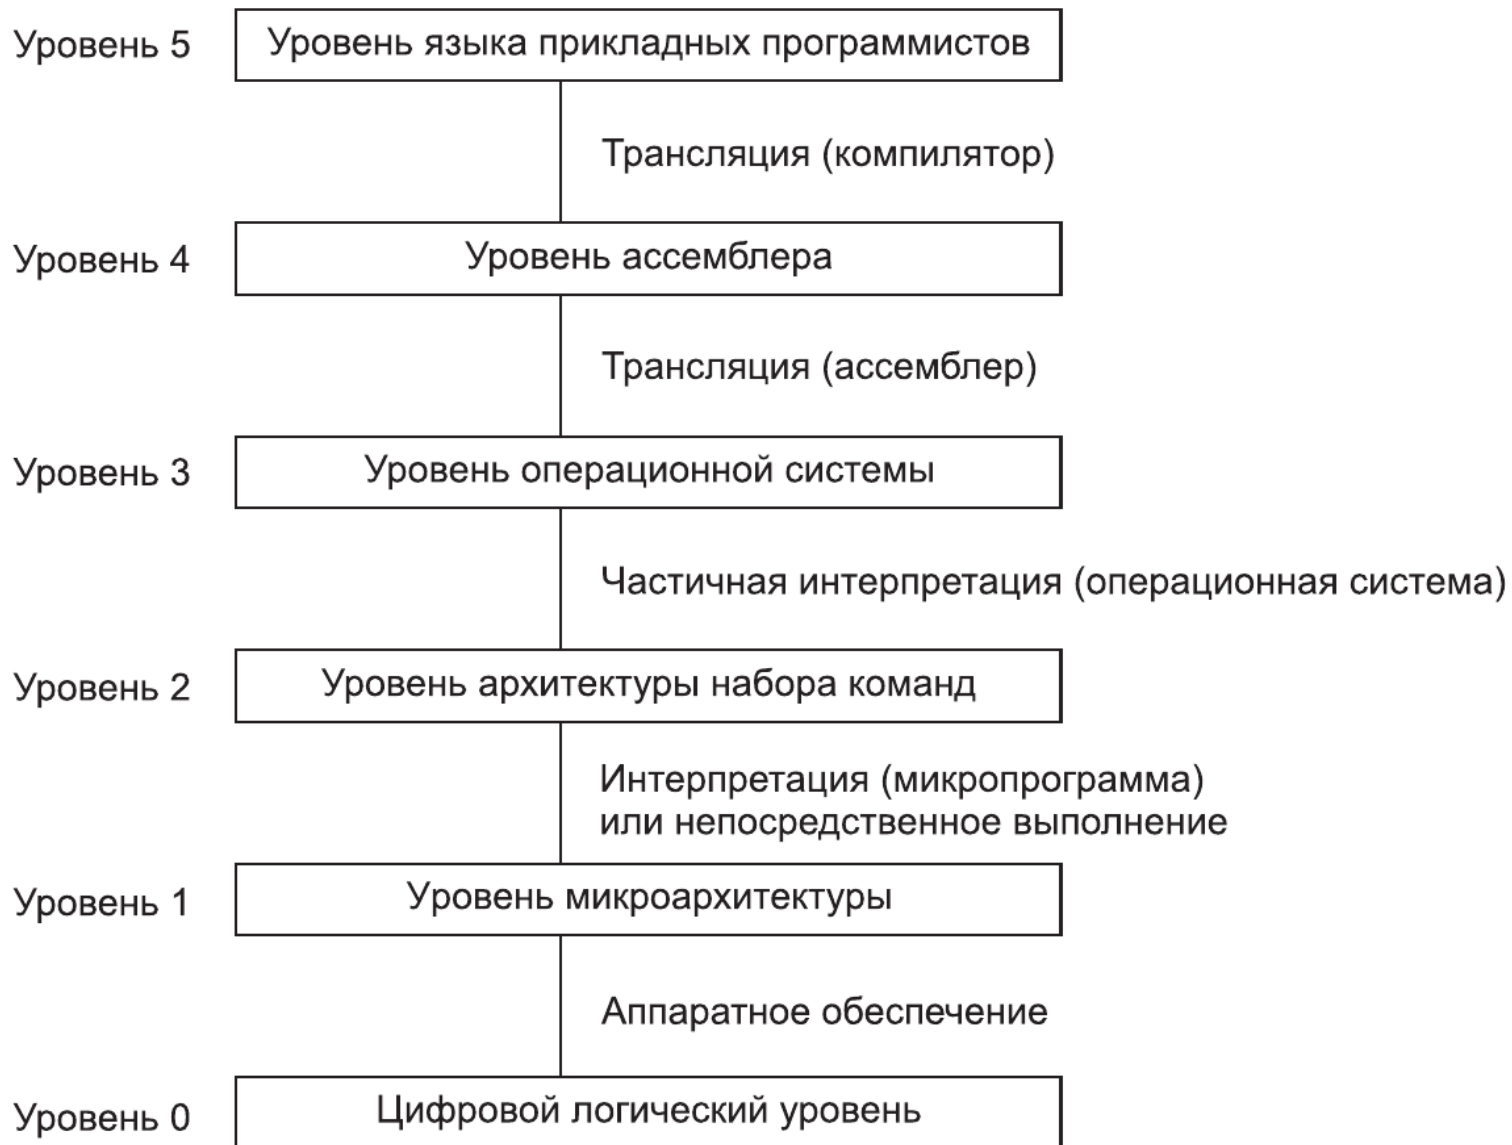 Уровень 5
Уровень языка прикладных программистов
Трансляция (компилятор)
Уровень 4
Уровень ассемблера
Трансляция (ассемблер)
Уровень 3
Уровень операционной системы
Частичная интерпретация (операционная система)
Уровень 2
Уровень архитектуры набора команд
Интерпретация (микропрограмма)
или непосредственное выполнение
Уровень 1
Уровень микроархитектуры
Аппаратное обеспечение
Уровень 0
Цифровой логический уровень